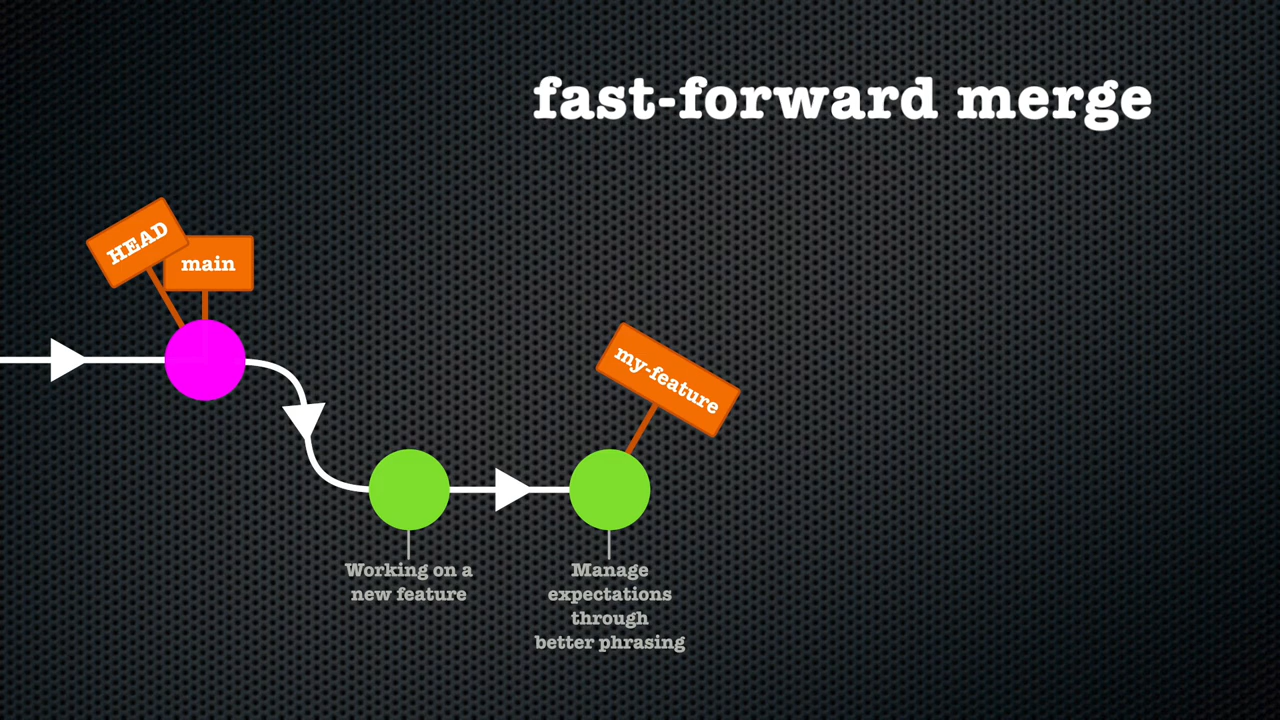 fast-forward merge
HEAD
main
my-feature
Working on a
new feature
Manage
expectations
through
better phrasing